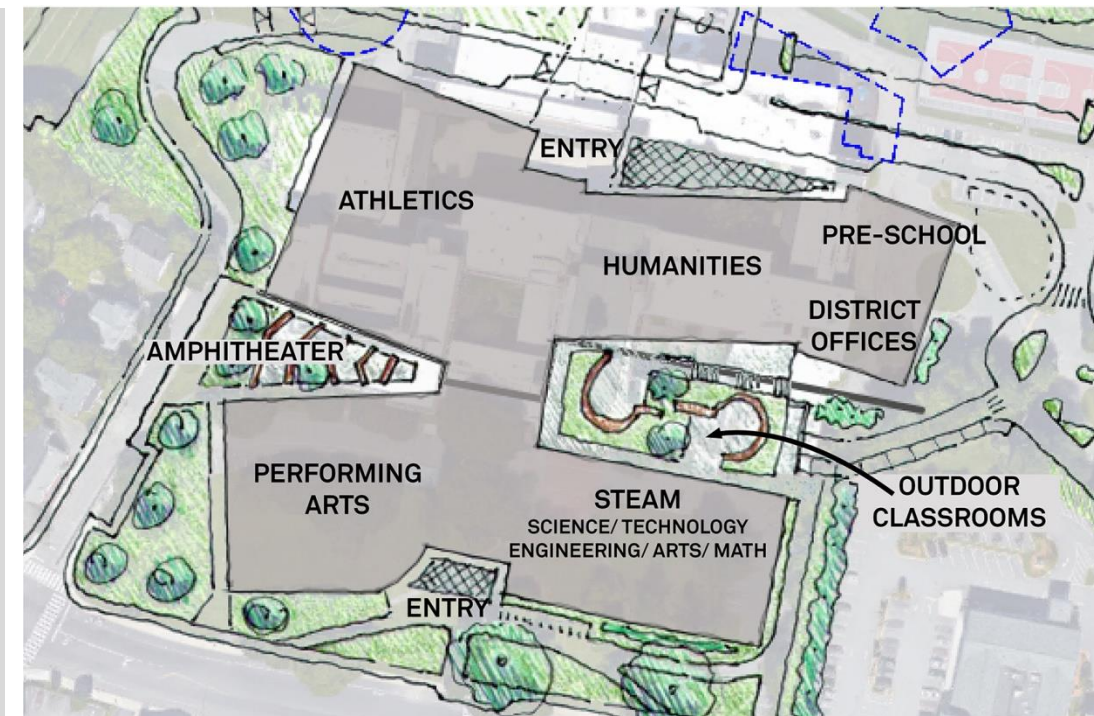 ENTRY
ATHLETICS
PRE-SCHOOL
HUMANITIES
DISTRICT
OFFICES
AMPHITHEATER
PERFORMING
ARTS
STEAM
SCIENCE/ TECHNOLOGY
ENGINEERING/ ARTS/ MATH
OUTDOOR
CLASSROOMS
ENTRY